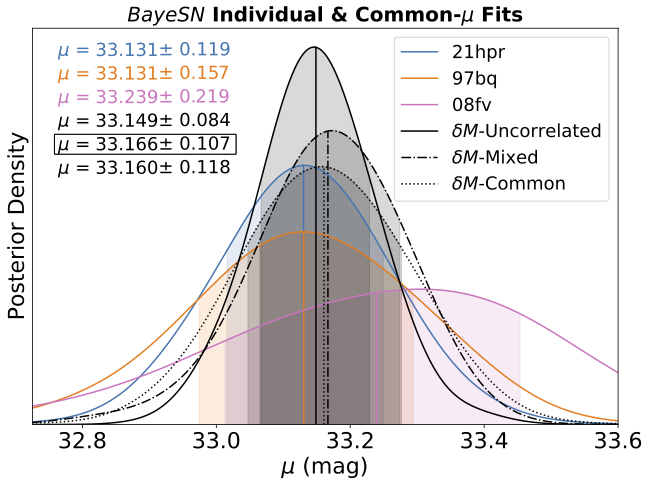 BayeSN Individual & Common-μ Fits
μ = 33.131± 0.119
μ = 33.131± 0.157
μ = 33.239± 0.219
μ = 33.149± 0.084
μ = 33.166± 0.107
μ = 33.160± 0.118
21hpr
97bq
08fv
δM-Uncorrelated
δM-Mixed
δM-Common
Posterior Density
32.8 33.0 33.2 33.4 33.6
μ (mag)